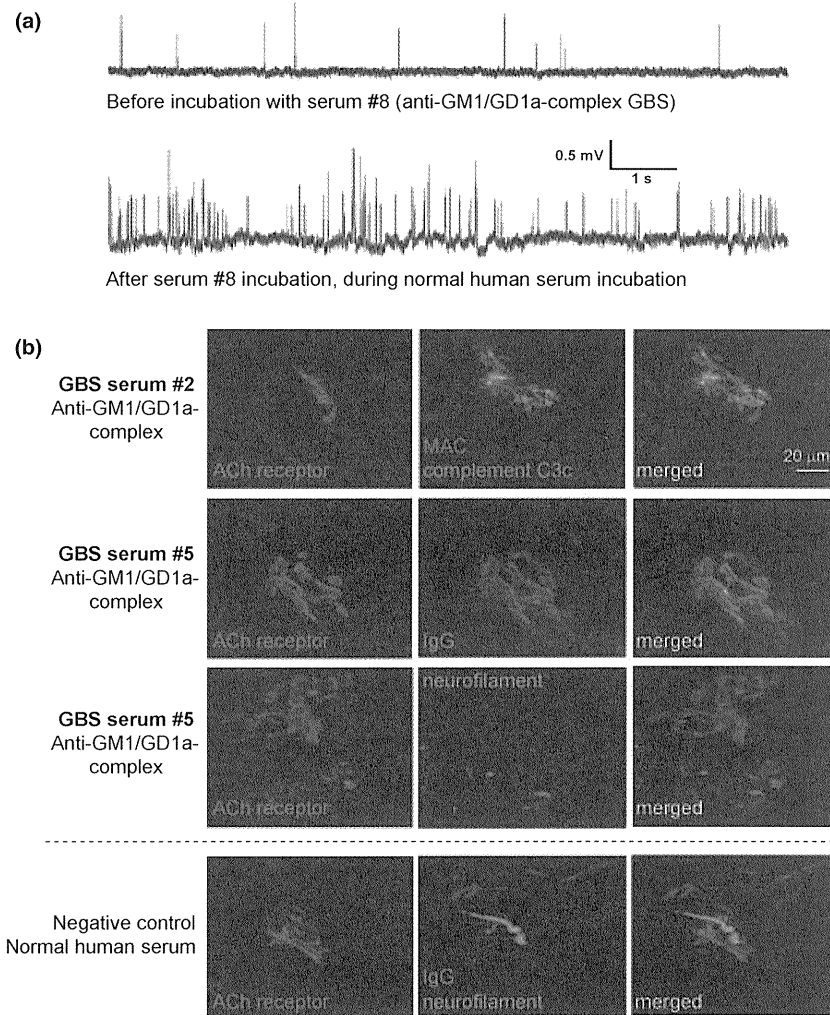 (a)
Before incubation with serum #8 (anti-GM1/GD1a-complex GBS)
0.5 mV
1 s
After serum #8 incubation, during normal human serum incubation
(b)
GBS serum #2
Anti-GM1/GD1a-
complex
ACh receptor
MAC
complement C3c
merged
20 μm
GBS serum #5
Anti-GM1/GD1a-
complex
ACh receptor
IgG
merged
GBS serum #5
Anti-GM1/GD1a-
complex
ACh receptor
neurofilament
merged
Negative control
Normal human serum
ACh receptor
IgG
neurofilament
merged